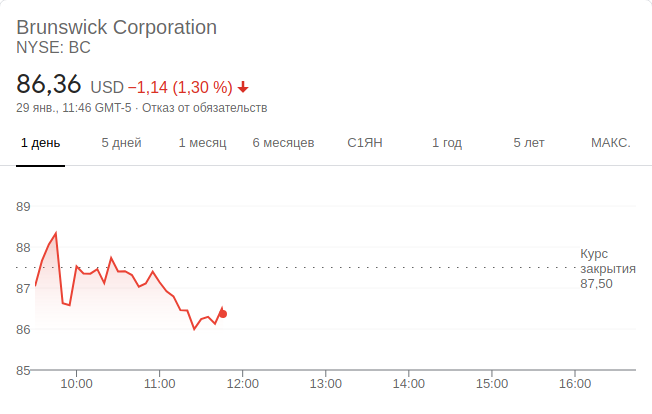 Brunswick Corporation
NYSE: BC
86,36 USD −1,14 (1,30 %)
29 янв., 11:46 GMT-5 · Отказ от обязательств
1 день 5 дней 1 месяц 6 месяцев С1ЯН 1 год 5 лет МАКС.
89
88
87
86
85
Курс
закрытия
87,50
10:00 11:00 12:00 13:00 14:00 15:00 16:00